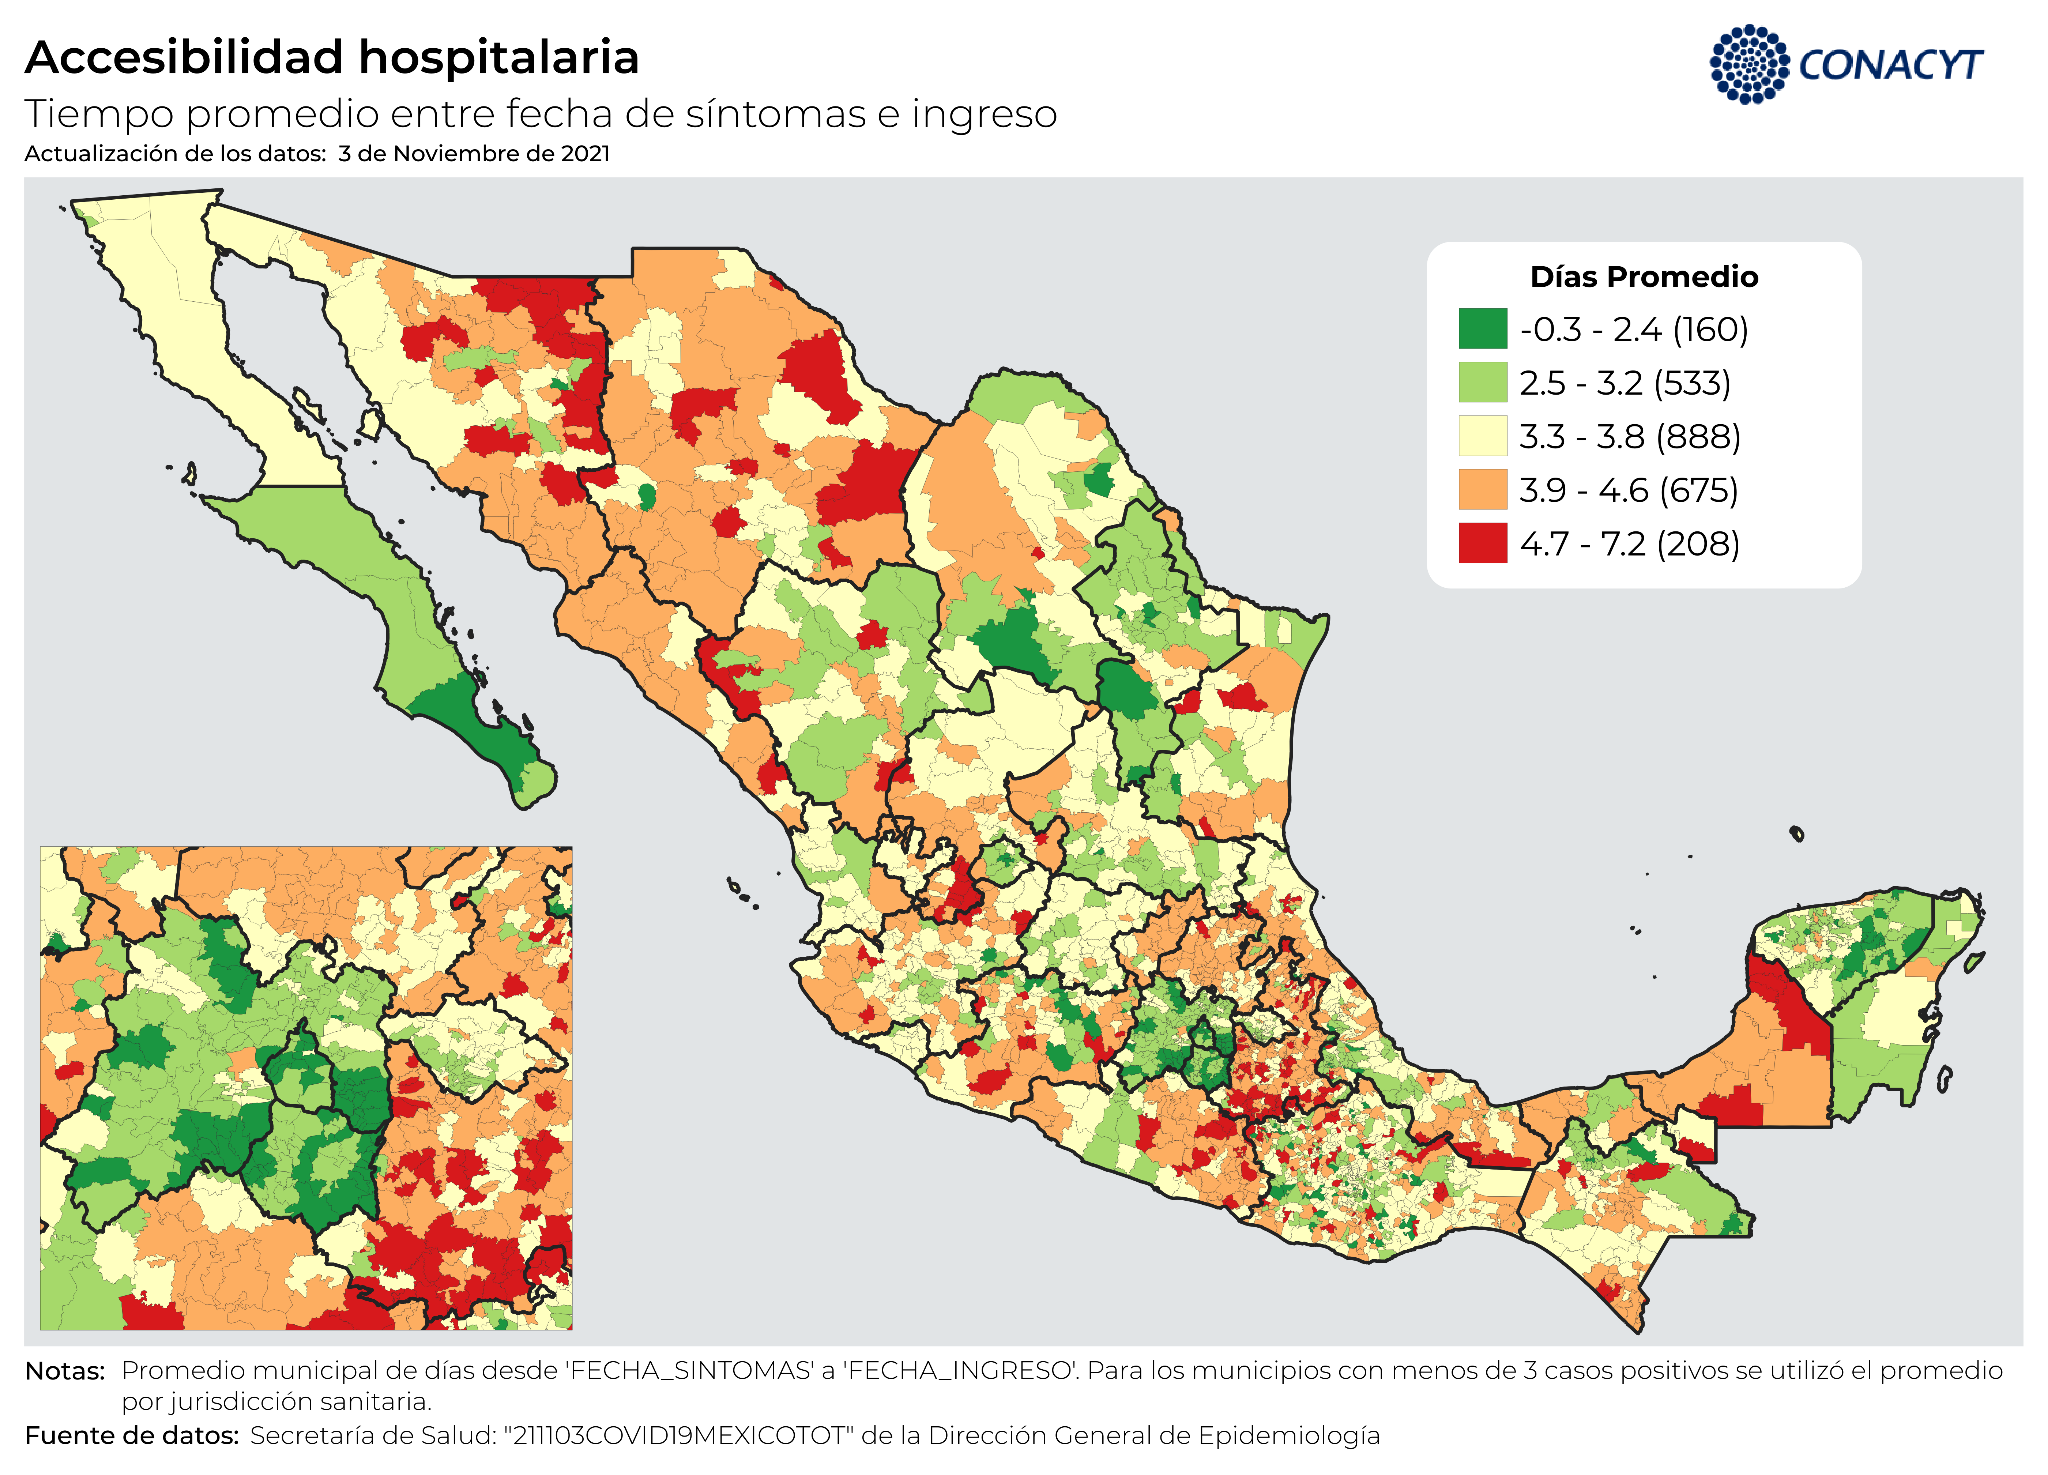 Accesibilidad hospitalaria
CONACYT
Tiempo promedio entre fecha de síntomas e ingreso
Actualización de los datos: 3 de Noviembre de 2021
Días Promedio
-0.3 - 2.4 (160)
2.5 - 3.2 (533)
3.3 - 3.8 (888)
3.9 - 4.6 (675)
4.7 - 7.2 (208)
Notas: Promedio municipal de días desde 'FECHA_SINTOMAS' a 'FECHA_INGRESO'. Para los municipios con menos de 3 casos positivos se utilizó el promedio
por jurisdicción sanitaria.
Fuente de datos: Secretaría de Salud: "211103COVID19MEXICOTOT" de la Dirección General de Epidemiología